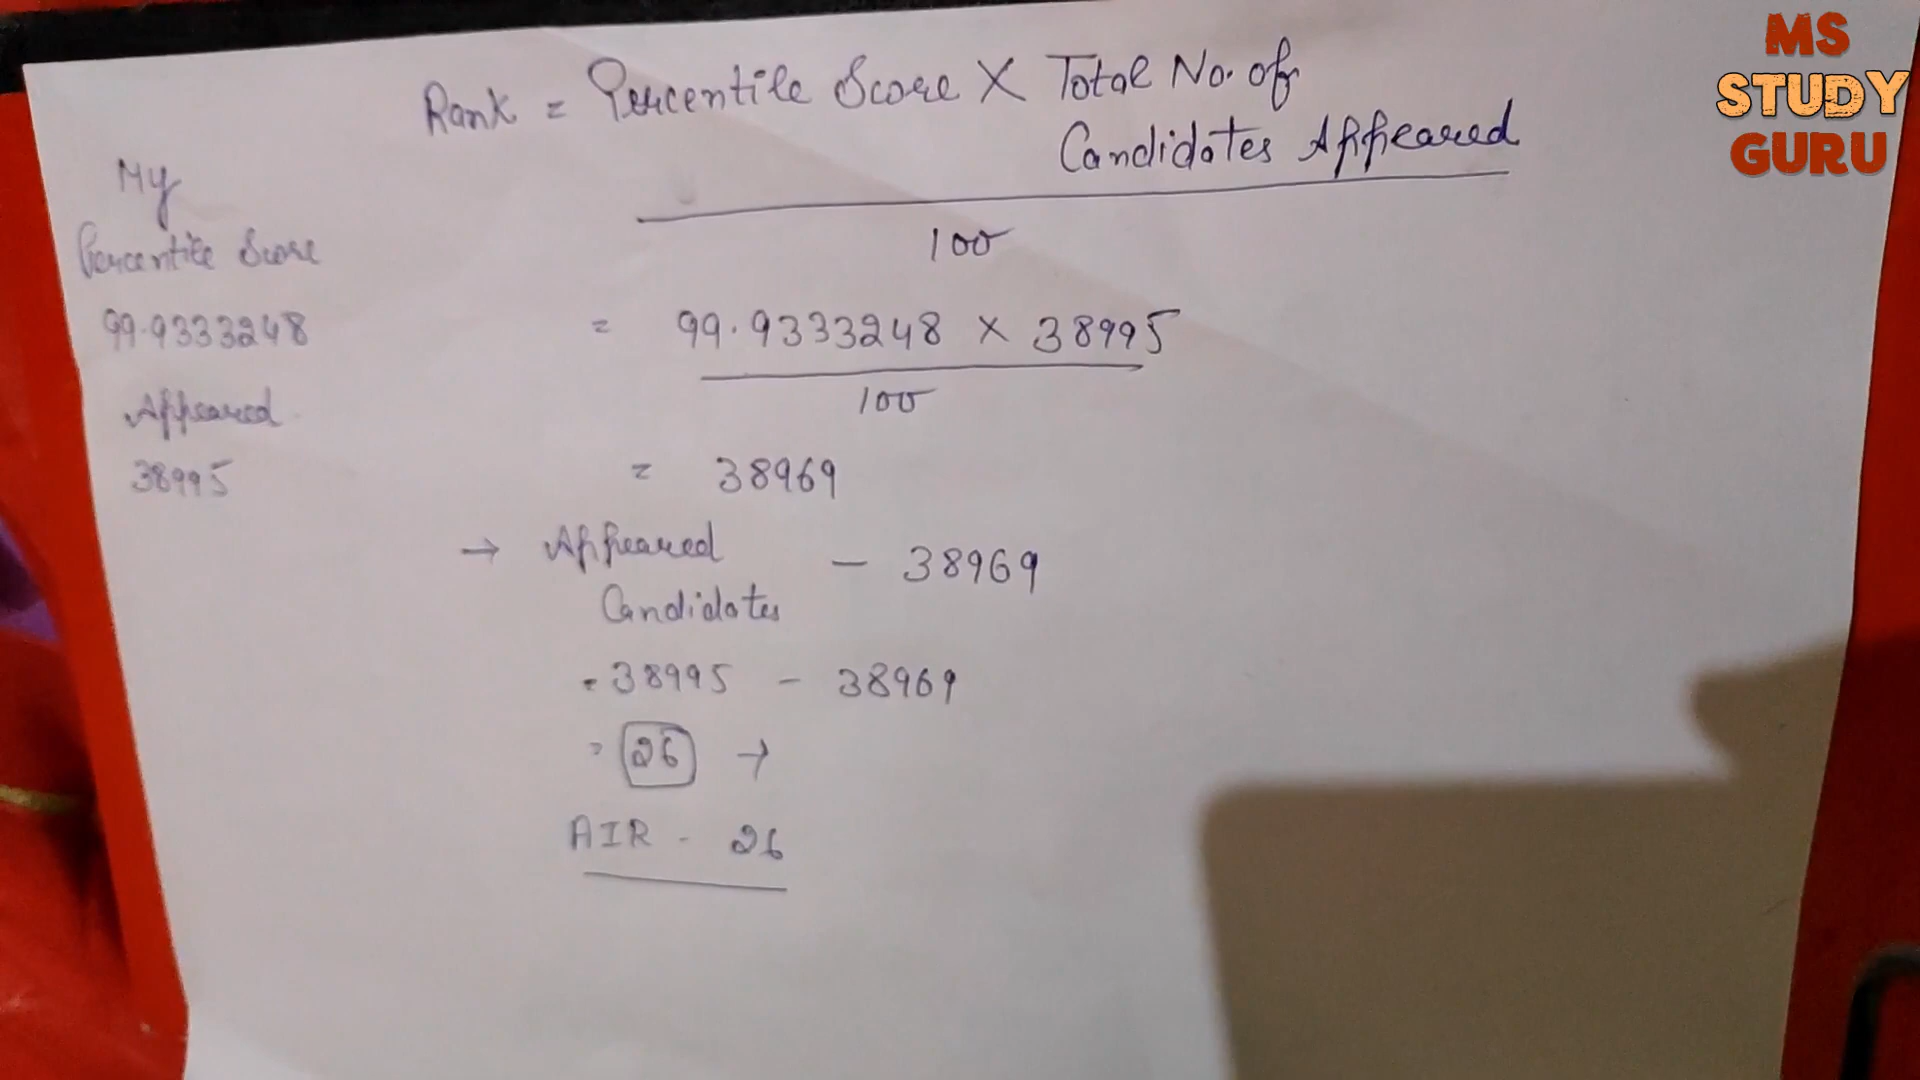 Rank = Percentile Score X Total No. of
Candidates Appeared
100
My
Percentile Score
99.9333248
Appeared
38995
= 99.9333248 × 38995
100
= 38969
→ Appeared
Candidates
- 38969
= 38995 - 38969
= 26 →
AIR - 26
MS
STUDY
GURU